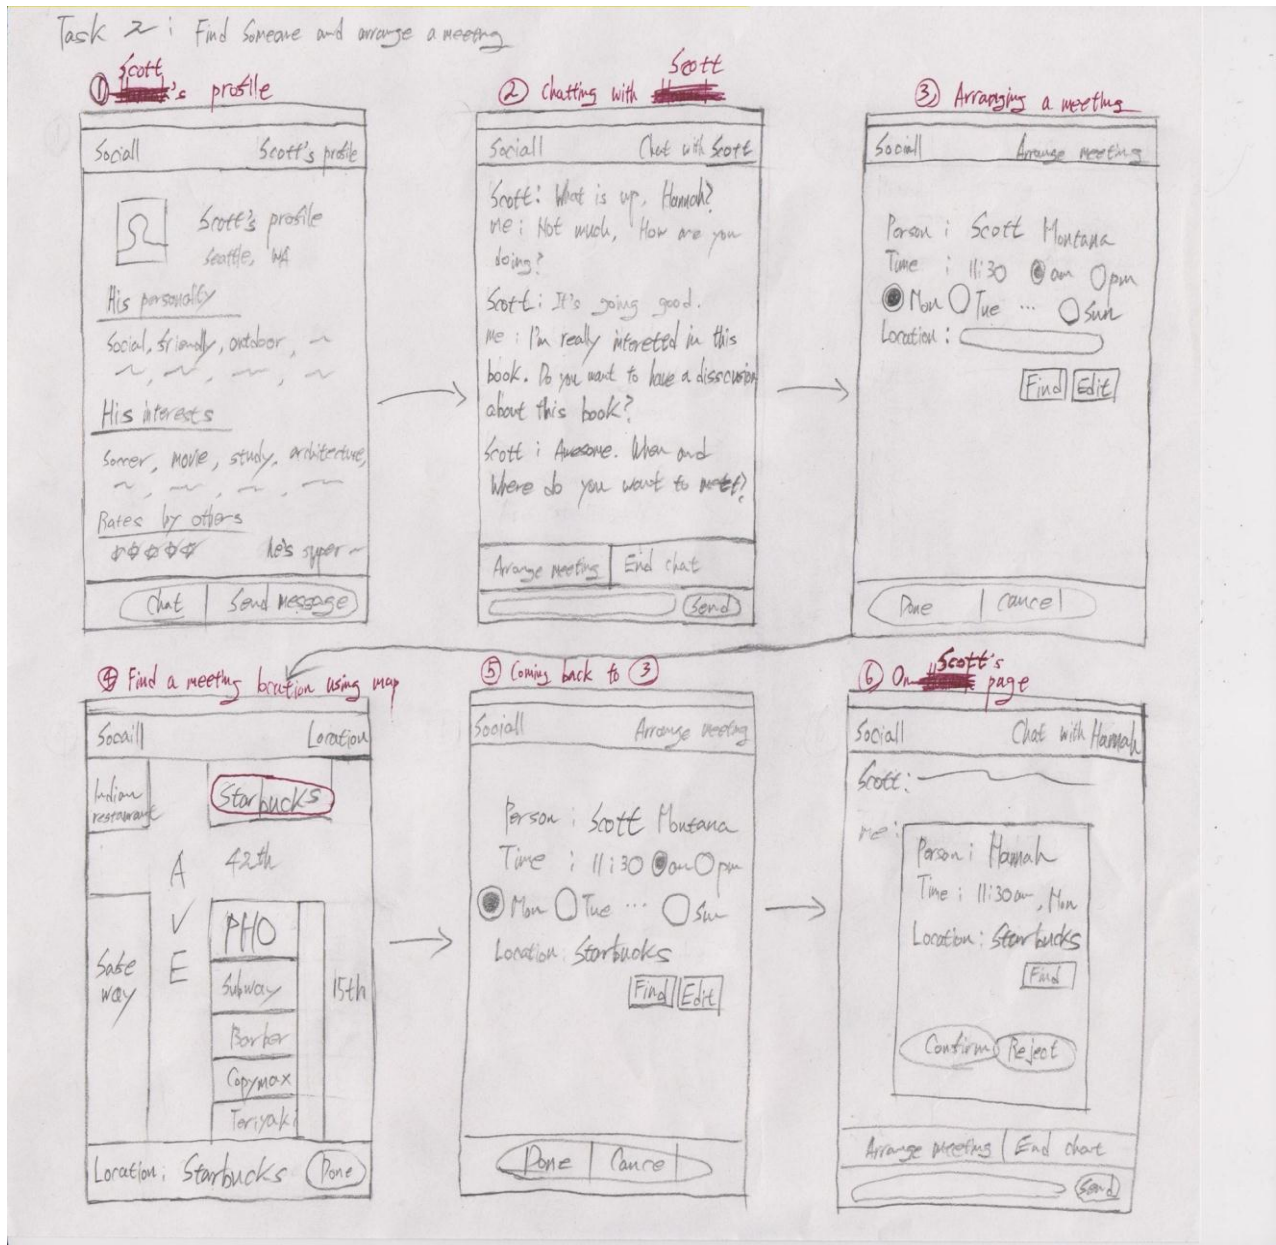 Task 2: Find Someone and arrange a meeting
① Scott's profile
Sociall Scott's profile
Scott's profile
Seattle, WA
His personality
Social, friendly, outdoor,
His interests
Soccer, movie, study, architecture,
Rates by others
he's super
Chat Send message
② Chatting with Scott
Sociall Chat with Scott
Scott: What is up, Hannah?
me: Not much, How are you
doing?
Scott: It's going good.
me: I'm really interetted in this
book. Do you want to have a disscusion
about this book?
Scott: Awesome. When and
Where do you want to meet?
Arrange meeting End chat
Send
③ Arranging a meeting
Sociall Arrange meeting
Person: Scott Montana
Time: 11:30 am pm
Mon Tue ... Sun
Location:
Find Edit
Done Cancel
④ Find a meeting location using map
Sociall Location
Indian
restaurant
Starbucks
42th
AVE
Safe
way
PHO
Subway
Barber
Copymax
Teriyaki
15th
Location: Starbucks Done
⑤ Coming back to ③
Sociall Arrange meeting
Person: Scott Montana
Time: 11:30 am pm
Mon Tue ... Sun
Location: Starbucks
Find Edit
Done Cancel
⑥ On Scott's page
Sociall Chat with Hannah
Scott:
me:
Person: Hannah
Time: 11:30 am, Mon
Location: Starbucks
Find
Confirm Reject
Arrange meeting End chat
Send